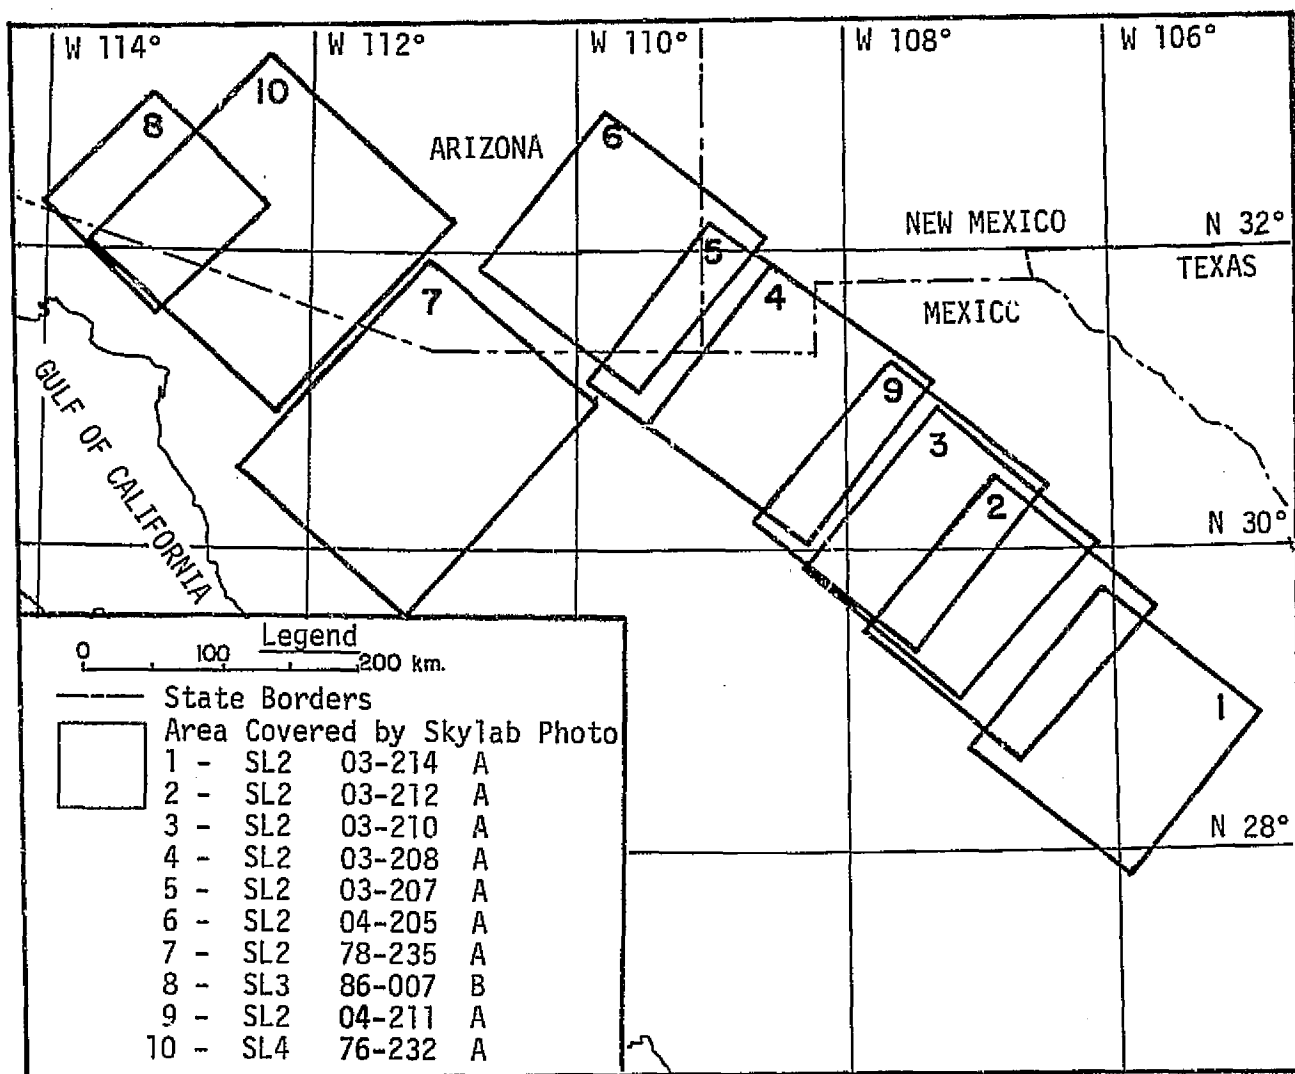 W 114°
W 112°
W 110°
W 108°
W 106°
10
8
ARIZONA
6
NEW MEXICO
N 32°
5
TEXAS
4
7
MEXICO
GULF OF CALIFORNIA
9
3
2
N 30°
1
N 28°
Legend
0 100 200 km.
State Borders
Area Covered by Skylab Photo
1 - SL2 03-214 A
2 - SL2 03-212 A
3 - SL2 03-210 A
4 - SL2 03-208 A
5 - SL2 03-207 A
6 - SL2 04-205 A
7 - SL2 78-235 A
8 - SL3 86-007 B
9 - SL2 04-211 A
10 - SL4 76-232 A